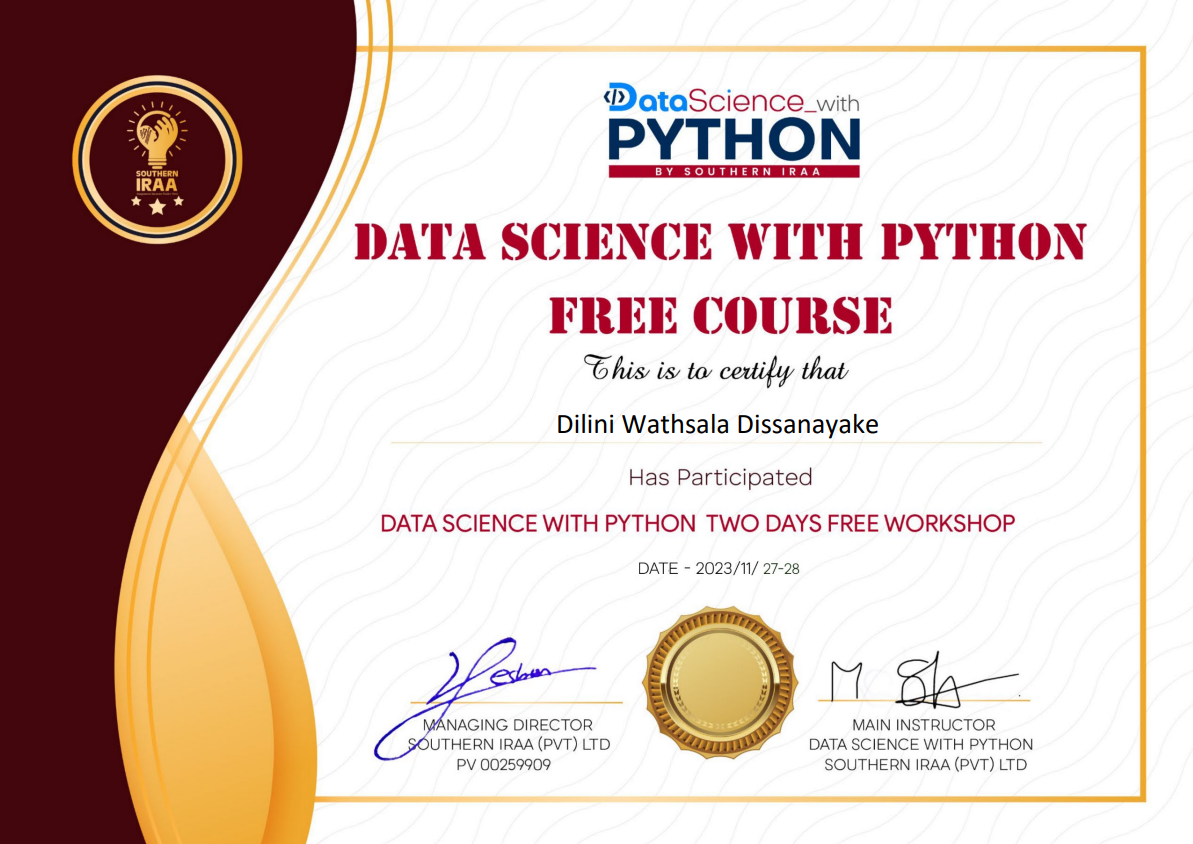 SOUTHERN
IRAA
DataScience_with
PYTHON
BY SOUTHERN IRAA
DATA SCIENCE WITH PYTHON
FREE COURSE
This is to certify that
Dilini Wathsala Dissanayake
Has Participated
DATA SCIENCE WITH PYTHON TWO DAYS FREE WORKSHOP
DATE - 2023/11/ 27-28
MANAGING DIRECTOR
SOUTHERN IRAA (PVT) LTD
PV 00259909
MAIN INSTRUCTOR
DATA SCIENCE WITH PYTHON
SOUTHERN IRAA (PVT) LTD